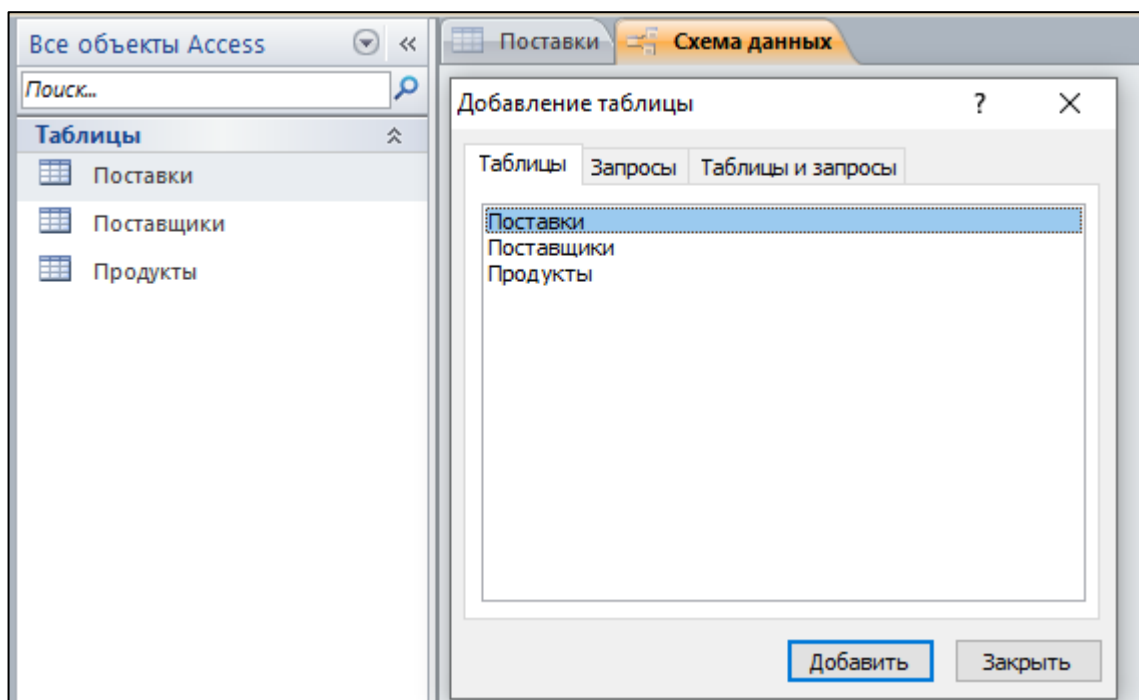 Все объекты Access
Поиск...
Таблицы
Поставки
Поставщики
Продукты
Поставки
Схема данных
Добавление таблицы
?
Таблицы
Запросы
Таблицы и запросы
Поставки
Поставщики
Продукты
Добавить
Закрыть